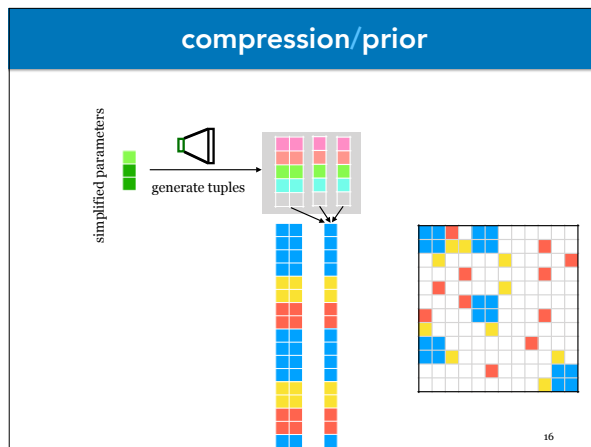 compression/prior
simplified parameters
generate tuples
16